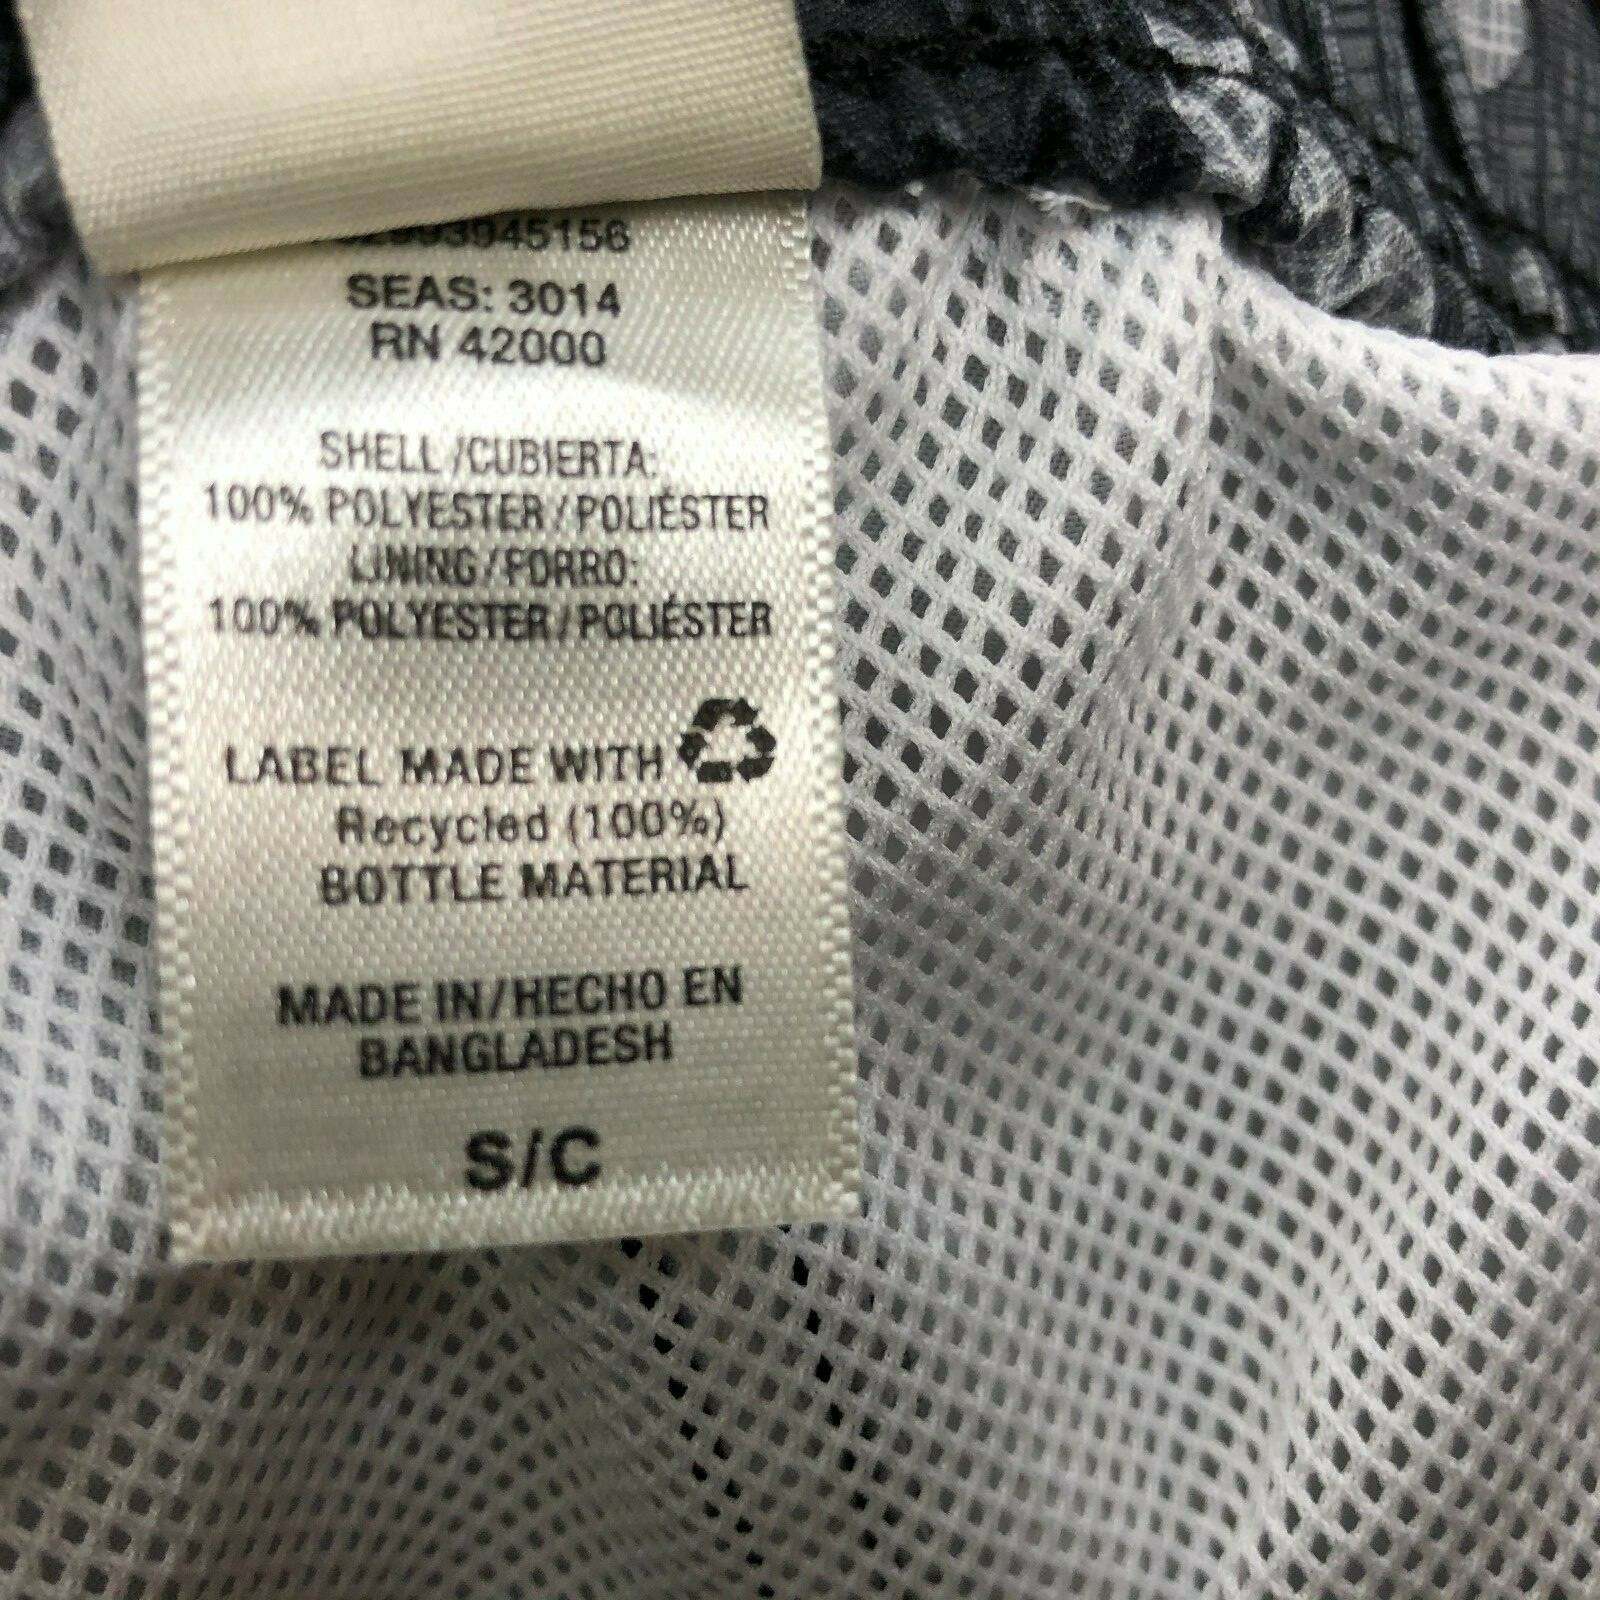 SEAS: 3014
RN 42000
SHELL /CUBIERTA:
100% POLYESTER / POLIÉSTER
LINING / FORRO:
100% POLYESTER / POLIÉSTER
LABEL MADE WITH
Recycled (100%)
BOTTLE MATERIAL
MADE IN/HECHO EN
BANGLADESH
S/C